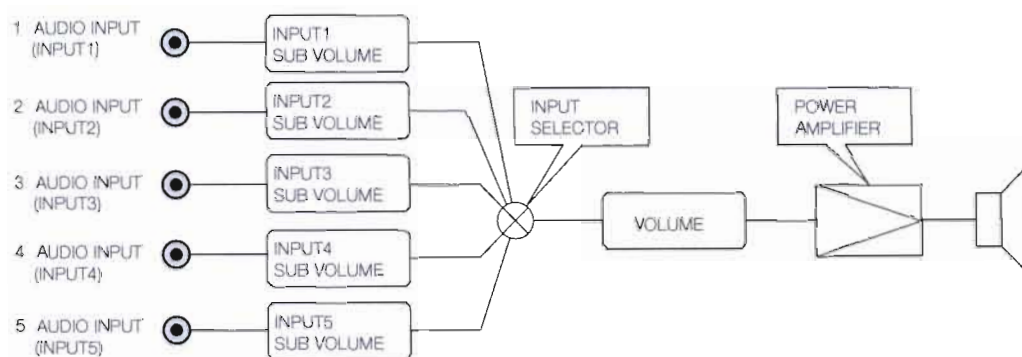 1 AUDIO INPUT
(INPUT1)
INPUT1
SUB VOLUME
2 AUDIO INPUT
(INPUT2)
INPUT2
SUB VOLUME
3 AUDIO INPUT
(INPUT3)
INPUT3
SUB VOLUME
4 AUDIO INPUT
(INPUT4)
INPUT4
SUB VOLUME
5 AUDIO INPUT
(INPUT5)
INPUT5
SUB VOLUME
INPUT
SELECTOR
VOLUME
POWER
AMPLIFIER